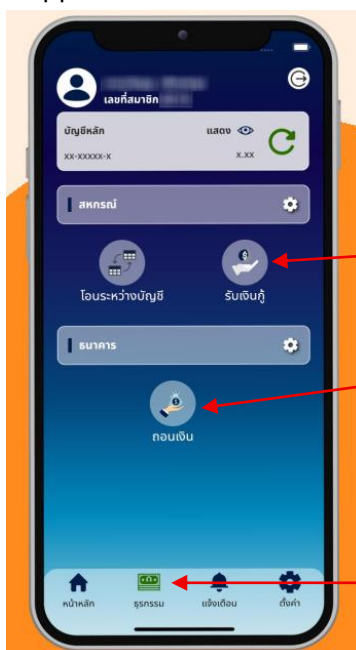 เลขที่สมาชิก
บัญชีหลัก แสดง
xx-xxxxx-x x.xx
สหกรณ์
โอนระหว่างบัญชี รับเงินกู้
ธนาคาร
ถอนเงิน
หน้าหลัก ธุรกรรม แจ้งเตือน ตั้งค่า